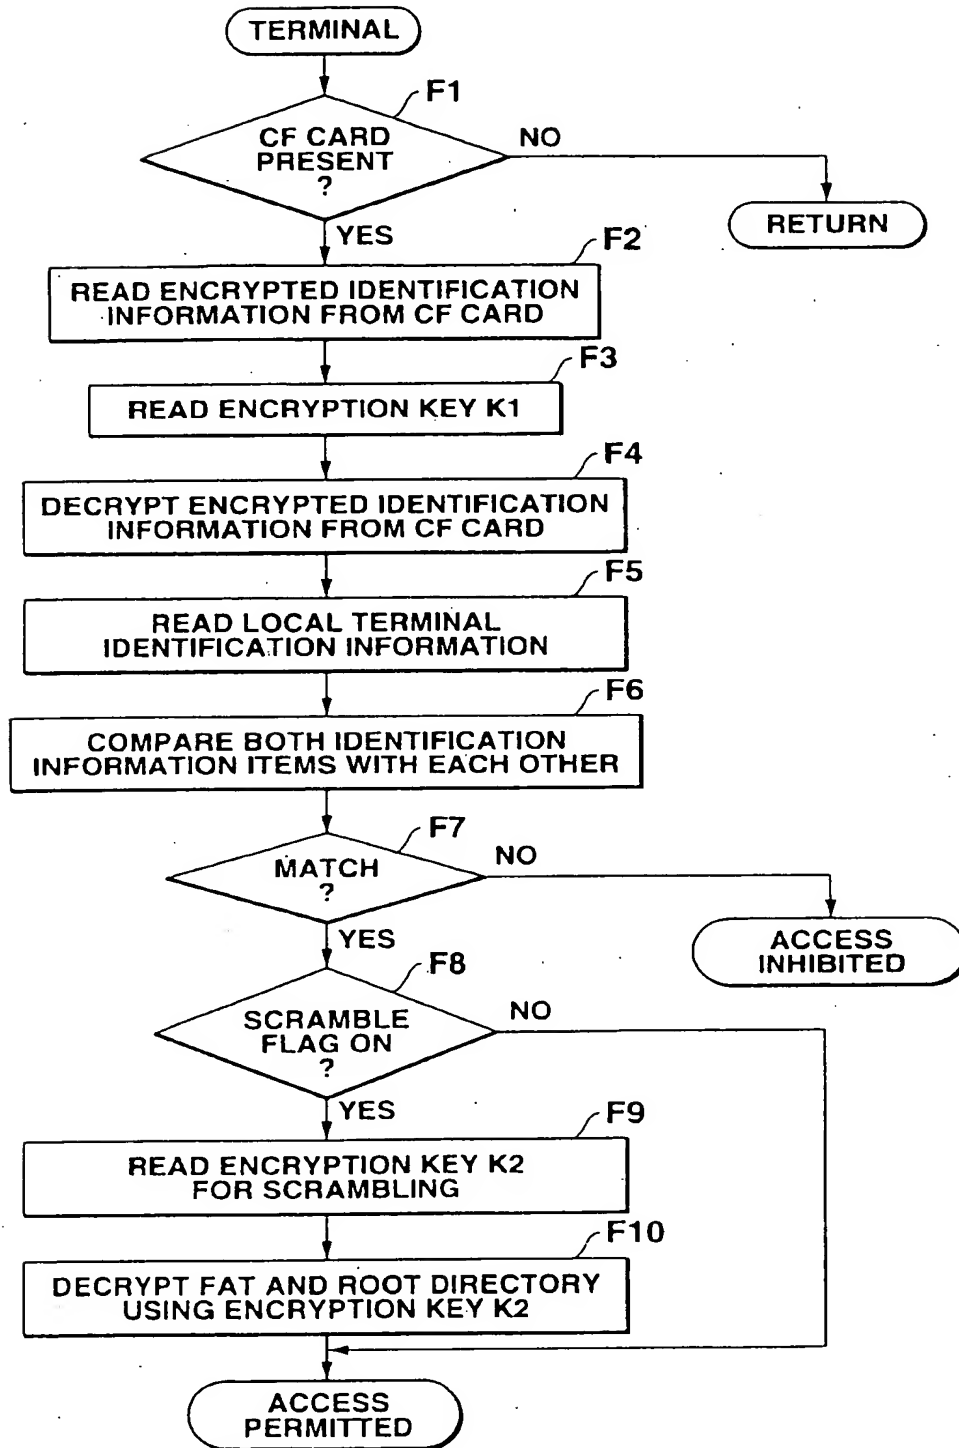 TERMINAL
F1
CF CARD
PRESENT
?
NO
RETURN
YES
F2
READ ENCRYPTED IDENTIFICATION
INFORMATION FROM CF CARD
F3
READ ENCRYPTION KEY K1
F4
DECRYPT ENCRYPTED IDENTIFICATION
INFORMATION FROM CF CARD
F5
READ LOCAL TERMINAL
IDENTIFICATION INFORMATION
F6
COMPARE BOTH IDENTIFICATION
INFORMATION ITEMS WITH EACH OTHER
F7
MATCH
?
NO
ACCESS
INHIBITED
YES
F8
SCRAMBLE
FLAG ON
?
NO
YES
F9
READ ENCRYPTION KEY K2
FOR SCRAMBLING
F10
DECRYPT FAT AND ROOT DIRECTORY
USING ENCRYPTION KEY K2
ACCESS
PERMITTED